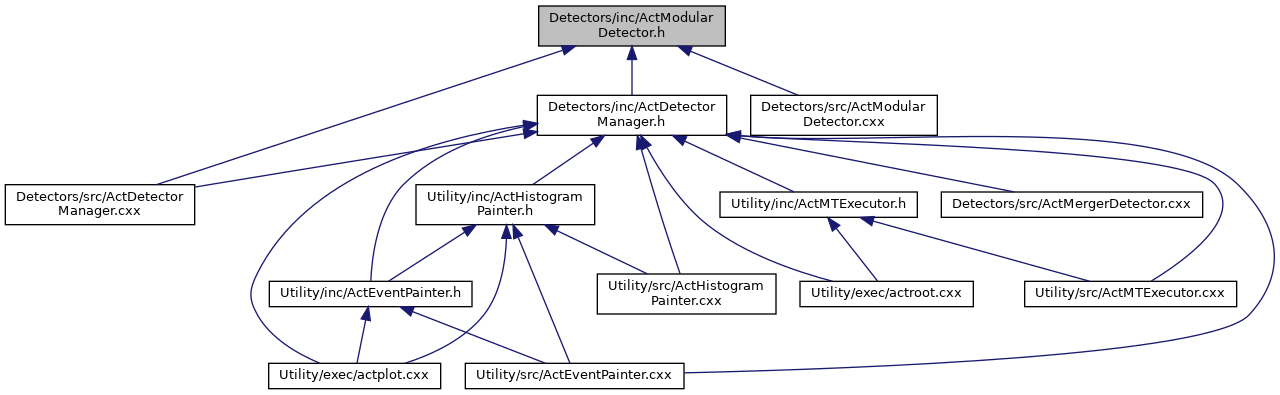 Detectors/inc/ActModular
Detector.h
Detectors/inc/ActDetector
Manager.h
Detectors/src/ActModular
Detector.cxx
Detectors/src/ActDetector
Manager.cxx
Utility/inc/ActHistogram
Painter.h
Utility/inc/ActMTExecutor.h
Detectors/src/ActMergerDetector.cxx
Utility/inc/ActEventPainter.h
Utility/src/ActHistogram
Painter.cxx
Utility/exec/actroot.cxx
Utility/src/ActMTExecutor.cxx
Utility/exec/actplot.cxx
Utility/src/ActEventPainter.cxx